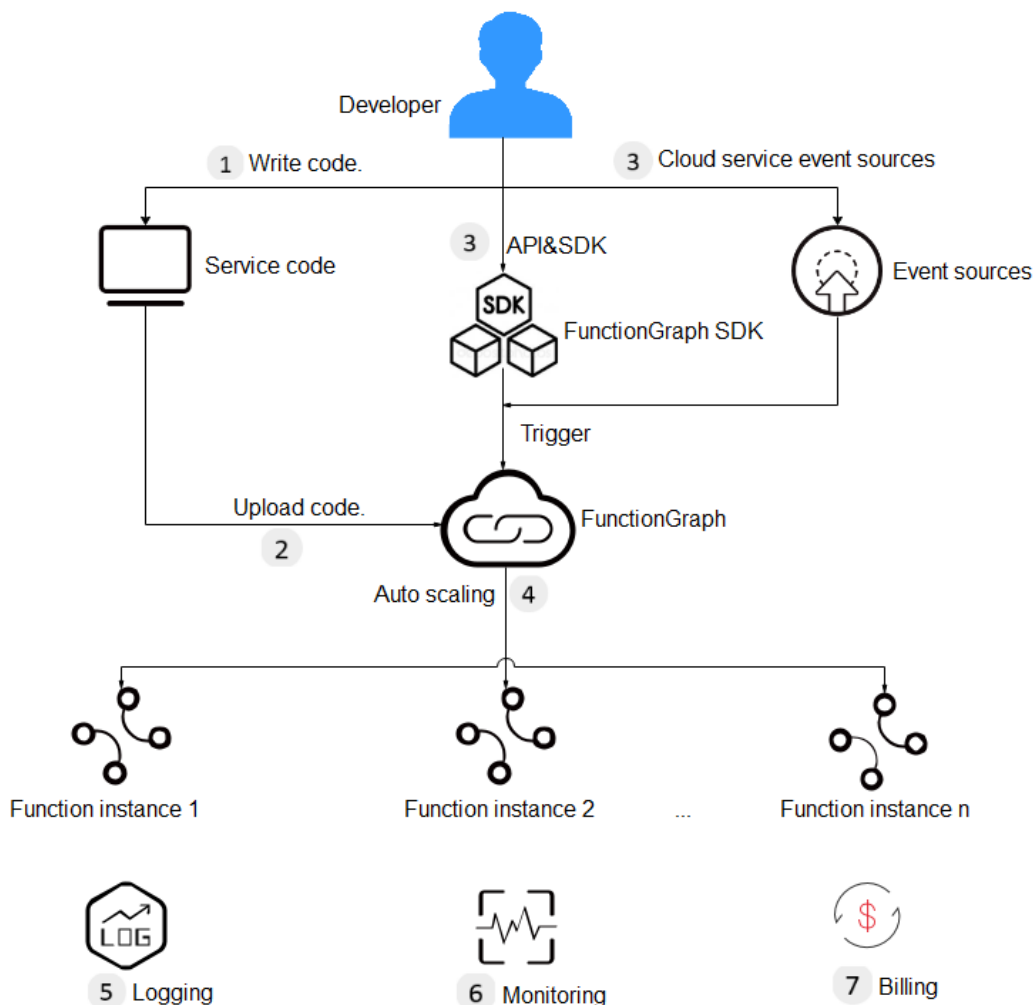 Developer
1 Write code.
3 Cloud service event sources
3 API&SDK
Service code
Event sources
SDK
FunctionGraph SDK
Trigger
Upload code.
2
FunctionGraph
Auto scaling 4
Function instance 1
Function instance 2
...
Function instance n
LOG
$
5 Logging
6 Monitoring
7 Billing